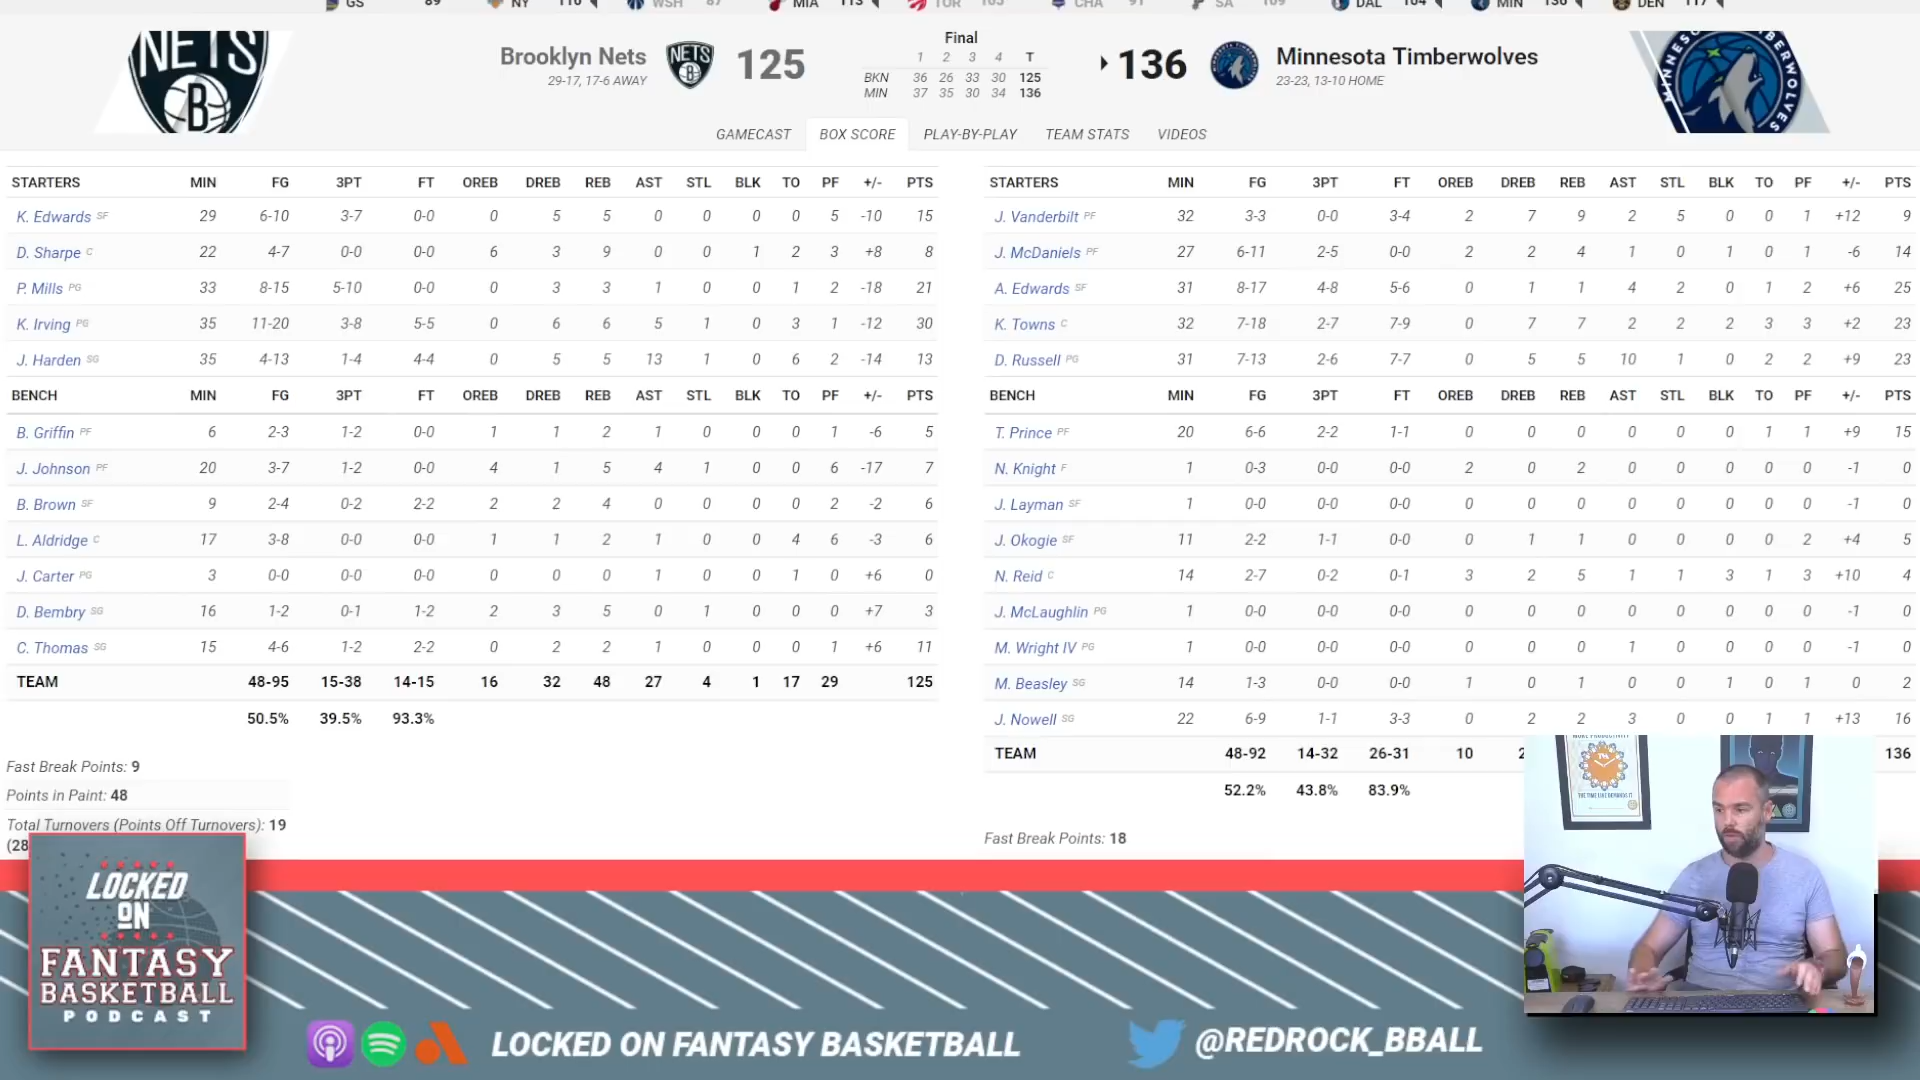 GS 89 NY 110 WSH 87 MIA 113 TOR CHA 91 SA 109 DAL 104 MIN 136 DEN 117
Final
NETS B
Brooklyn Nets
29-17, 17-6 AWAY
NETS B
125
1 2 3 4 T
BKN 36 26 33 30 125
MIN 37 35 30 34 136
136
Minnesota Timberwolves
23-23, 13-10 HOME
GAMECAST BOX SCORE PLAY-BY-PLAY TEAM STATS VIDEOS
STARTERS MIN FG 3PT FT OREB DREB REB AST STL BLK TO PF +/- PTS
K. Edwards SF 29 6-10 3-7 0-0 0 5 5 0 0 0 0 5 -10 15
D. Sharpe C 22 4-7 0-0 0-0 6 3 9 0 0 1 2 3 +8 8
P. Mills PG 33 8-15 5-10 0-0 0 3 3 1 0 0 1 2 -18 21
K. Irving PG 35 11-20 3-8 5-5 0 6 6 5 1 0 3 1 -12 30
J. Harden SG 35 4-13 1-4 4-4 0 5 5 13 1 0 6 2 -14 13
BENCH MIN FG 3PT FT OREB DREB REB AST STL BLK TO PF +/- PTS
B. Griffin PF 6 2-3 1-2 0-0 1 1 2 1 0 0 0 1 -6 5
J. Johnson PF 20 3-7 1-2 0-0 4 1 5 4 1 0 0 6 -17 7
B. Brown SF 9 2-4 0-2 2-2 2 2 4 0 0 0 0 2 -2 6
L. Aldridge C 17 3-8 0-0 0-0 1 1 2 1 0 0 4 6 -3 6
J. Carter PG 3 0-0 0-0 0-0 0 0 0 1 0 0 1 0 +6 0
D. Bembry SG 16 1-2 0-1 1-2 2 3 5 0 1 0 0 0 +7 3
C. Thomas SG 15 4-6 1-2 2-2 0 2 2 1 0 0 0 1 +6 11
TEAM 48-95 15-38 14-15 16 32 48 27 4 1 17 29 125
50.5% 39.5% 93.3%
Fast Break Points: 9
Points in Paint: 48
Total Turnovers (Points Off Turnovers): 19
(28
STARTERS MIN FG 3PT FT OREB DREB REB AST STL BLK TO PF +/- PTS
J. Vanderbilt PF 32 3-3 0-0 3-4 2 7 9 2 5 0 0 1 +12 9
J. McDaniels PF 27 6-11 2-5 0-0 2 2 4 1 0 1 0 1 -6 14
A. Edwards SF 31 8-17 4-8 5-6 0 1 1 4 2 0 1 2 +6 25
K. Towns C 32 7-18 2-7 7-9 0 7 7 2 2 2 3 3 +2 23
D. Russell PG 31 7-13 2-6 7-7 0 5 5 10 1 0 2 2 +9 23
BENCH MIN FG 3PT FT OREB DREB REB AST STL BLK TO PF +/- PTS
T. Prince PF 20 6-6 2-2 1-1 0 0 0 0 0 0 1 1 +9 15
N. Knight F 1 0-3 0-0 0-0 2 0 2 0 0 0 0 0 -1 0
J. Layman SF 1 0-0 0-0 0-0 0 0 0 0 0 0 0 0 -1 0
J. Okogie SF 11 2-2 1-1 0-0 0 1 1 0 0 0 0 2 +4 5
N. Reid C 14 2-7 0-2 0-1 3 2 5 1 1 3 1 3 +10 4
J. McLaughlin PG 1 0-0 0-0 0-0 0 0 0 0 0 0 0 0 -1 0
M. Wright IV PG 1 0-0 0-0 0-0 0 0 0 1 0 0 0 0 -1 0
M. Beasley SG 14 1-3 0-0 0-0 1 0 1 0 0 1 0 1 0 2
J. Nowell SG 22 6-9 1-1 3-3 0 2 2 3 0 0 1 1 +13 16
TEAM 48-92 14-32 26-31 10 2 136
52.2% 43.8% 83.9%
Fast Break Points: 18
LOCKED
ON
FANTASY
BASKETBALL
PODCAST
LOCKED ON FANTASY BASKETBALL
@REDROCK_BBALL